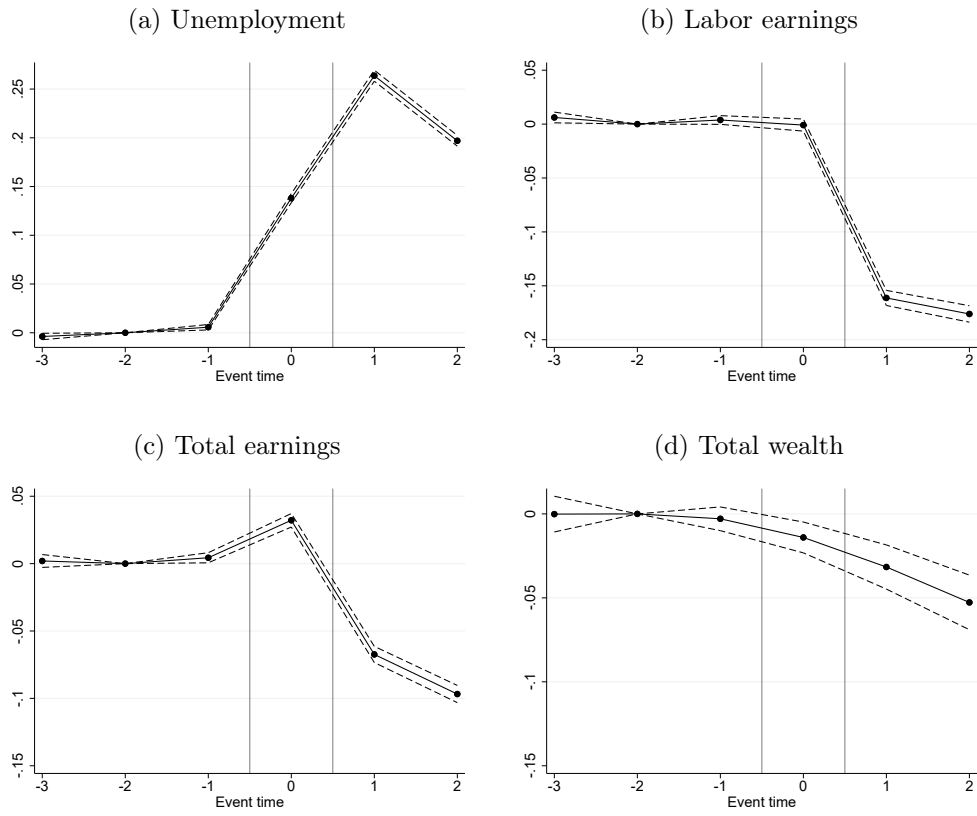 (a) Unemployment
.25
.2
.15
.1
.05
0
-3 -2 -1 0 1 2
Event time
(b) Labor earnings
.05
0
-.05
-.1
-.15
-.2
-3 -2 -1 0 1 2
Event time
(c) Total earnings
.05
0
-.05
-.1
-.15
-3 -2 -1 0 1 2
Event time
(d) Total wealth
0
-.05
-.1
-.15
-3 -2 -1 0 1 2
Event time